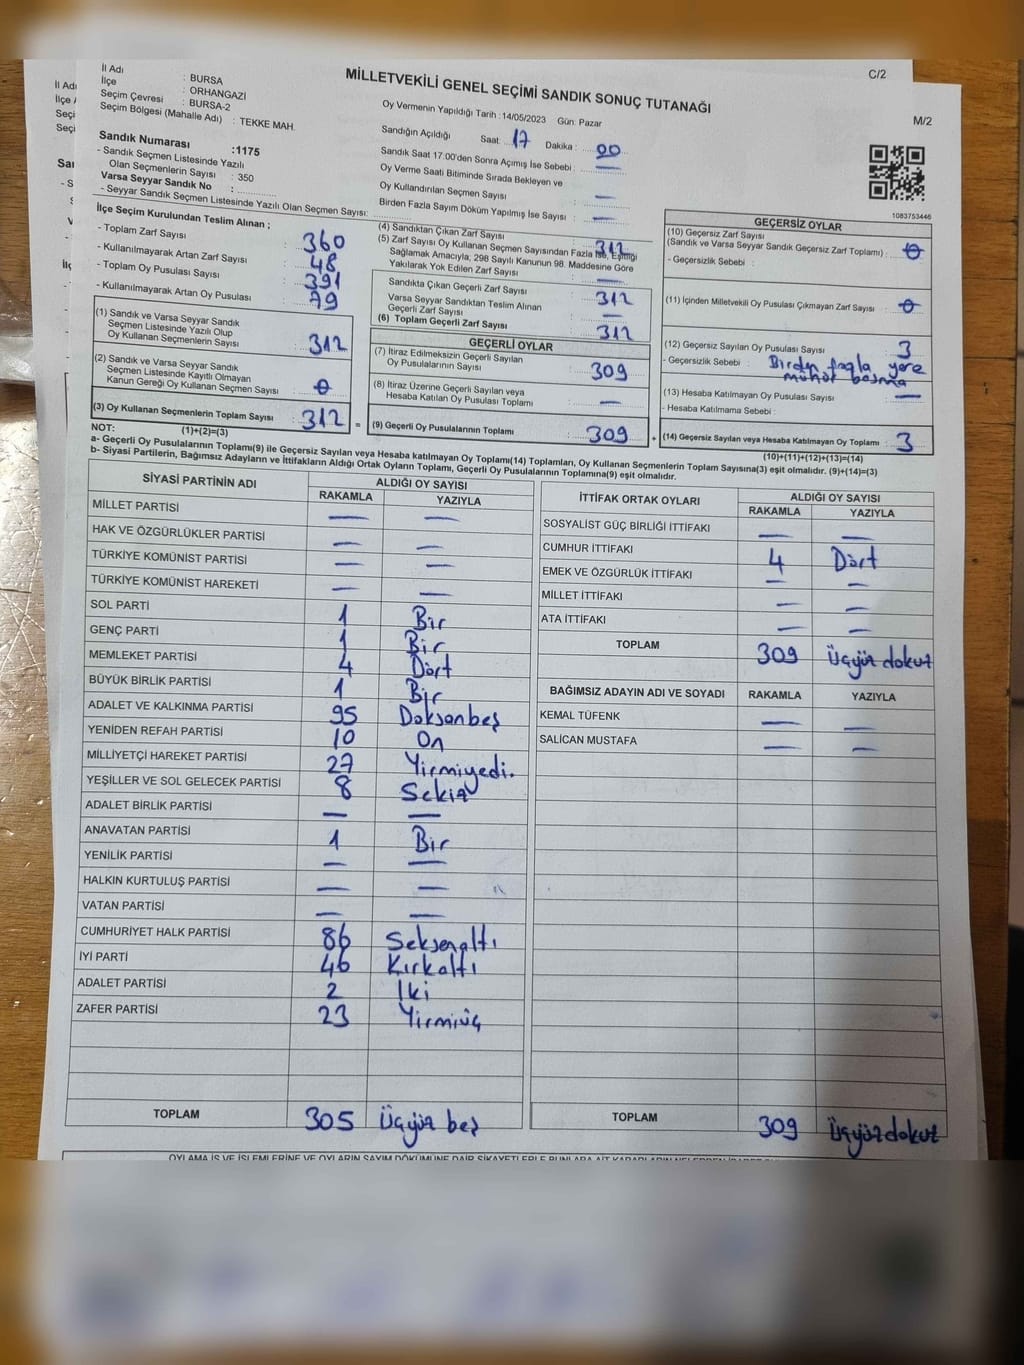 C/2
MİLLETVEKİLİ GENEL SEÇİMİ SANDIK SONUÇ TUTANAĞI
M/2
İl Adı : BURSA
İlçe : ORHANGAZİ
Seçim Çevresi : BURSA-2
Seçim Bölgesi (Mahalle Adı) : TEKKE MAH.
Sandık Numarası :1175
- Sandık Seçmen Listesinde Yazılı
Olan Seçmenlerin Sayısı : 350
Varsa Seyyar Sandık No :
- Seyyar Sandık Seçmen Listesinde Yazılı Olan Seçmen Sayısı:
Oy Vermenin Yapıldığı Tarih :14/05/2023 Gün: Pazar
Sandığın Açıldığı Saat: 17 Dakika : 00
Sandık Saat 17.00'den Sonra Açımış İse Sebebi : —
Oy Verme Saati Bitiminde Sırada Bekleyen ve
Oy Kullandırılan Seçmen Sayısı : —
Birden Fazla Sayım Döküm Yapılmış İse Sayısı : —
1083753446
İlçe Seçim Kurulundan Teslim Alınan ;
- Toplam Zarf Sayısı : 360
- Kullanılmayarak Artan Zarf Sayısı : 48
- Toplam Oy Pusulası Sayısı : 391
- Kullanılmayarak Artan Oy Pusulası : 79
(1) Sandık ve Varsa Seyyar Sandık
Seçmen Listesinde Yazılı Olup
Oy Kullanan Seçmenlerin Sayısı : 312
(2) Sandık ve Varsa Seyyar Sandık
Seçmen Listesinde Kayıtlı Olmayan
Kanun Gereği Oy Kullanan Seçmen Sayısı : 0
(3) Oy Kullanan Seçmenlerin Toplam Sayısı : 312
(1)+(2)=(3)
(4) Sandıktan Çıkan Zarf Sayısı : 312
(5) Zarf Sayısı Oy Kullanan Seçmen Sayısından Fazla İse, Eşitliği
Sağlamak Amacıyla; 298 Sayılı Kanunun 98. Maddesine Göre
Yakılarak Yok Edilen Zarf Sayısı : —
Sandıkta Çıkan Geçerli Zarf Sayısı : 312
Varsa Seyyar Sandıktan Teslim Alınan
Geçerli Zarf Sayısı : —
(6) Toplam Geçerli Zarf Sayısı : 312
GEÇERLİ OYLAR
(7) İtiraz Edilmeksizin Geçerli Sayılan
Oy Pusulalarının Sayısı : 309
(8) İtiraz Üzerine Geçerli Sayılan veya
Hesaba Katılan Oy Pusulası Toplamı : —
= (9) Geçerli Oy Pusulalarının Toplamı : 309
GEÇERSİZ OYLAR
(10) Geçersiz Zarf Sayısı
(Sandık ve Varsa Seyyar Sandık Geçersiz Zarf Toplamı) : 0
- Geçersizlik Sebebi :
(11) İçinden Milletvekili Oy Pusulası Çıkmayan Zarf Sayısı : 0
(12) Geçersiz Sayılan Oy Pusulası Sayısı : 3
- Geçersizlik Sebebi : Birden fazla yere
mühür basma
(13) Hesaba Katılmayan Oy Pusulası Sayısı : —
- Hesaba Katılmama Sebebi :
+ (14) Geçersiz Sayılan veya Hesaba Katılmayan Oy Toplamı : 3
(10)+(11)+(12)+(13)=(14)
NOT:
a- Geçerli Oy Pusulalarının Toplamı(9) ile Geçersiz Sayılan veya Hesaba katılmayan Oy Toplamı(14) Toplamları, Oy Kullanan Seçmenlerin Toplam Sayısına(3) eşit olmalıdır. (9)+(14)=(3)
b- Siyasi Partilerin, Bağımsız Adayların ve İttifakların Aldığı Ortak Oyların Toplamı, Geçerli Oy Pusulalarının Toplamına(9) eşit olmalıdır.
SİYASİ PARTİNİN ADI ALDIĞI OY SAYISI
RAKAMLA YAZIYLA
MİLLET PARTİSİ — —
HAK VE ÖZGÜRLÜKLER PARTİSİ — —
TÜRKİYE KOMÜNİST PARTİSİ — —
TÜRKİYE KOMÜNİST HAREKETİ — —
SOL PARTİ 1 Bir
GENÇ PARTİ 1 Bir
MEMLEKET PARTİSİ 4 Dört
BÜYÜK BİRLİK PARTİSİ 1 Bir
ADALET VE KALKINMA PARTİSİ 95 Doksanbeş
YENİDEN REFAH PARTİSİ 10 On
MİLLİYETÇİ HAREKET PARTİSİ 27 Yirmiyedi.
YEŞİLLER VE SOL GELECEK PARTİSİ 8 Sekiz
ADALET BİRLİK PARTİSİ — —
ANAVATAN PARTİSİ 1 Bir
YENİLİK PARTİSİ — —
HALKIN KURTULUŞ PARTİSİ — —
VATAN PARTİSİ — —
CUMHURİYET HALK PARTİSİ 86 Seksenaltı
İYİ PARTİ 46 Kırkaltı
ADALET PARTİSİ 2 İki
ZAFER PARTİSİ 23 Yirmiüç
TOPLAM 305 Üçyüz beş
İTTİFAK ORTAK OYLARI ALDIĞI OY SAYISI
RAKAMLA YAZIYLA
SOSYALİST GÜÇ BİRLİĞİ İTTİFAKI — —
CUMHUR İTTİFAKI 4 Dört
EMEK VE ÖZGÜRLÜK İTTİFAKI — —
MİLLET İTTİFAKI — —
ATA İTTİFAKI — —
TOPLAM 309 Üçyüz dokuz
BAĞIMSIZ ADAYIN ADI VE SOYADI RAKAMLA YAZIYLA
KEMAL TÜFENK — —
SALİCAN MUSTAFA — —
TOPLAM 309 Üçyüz dokuz